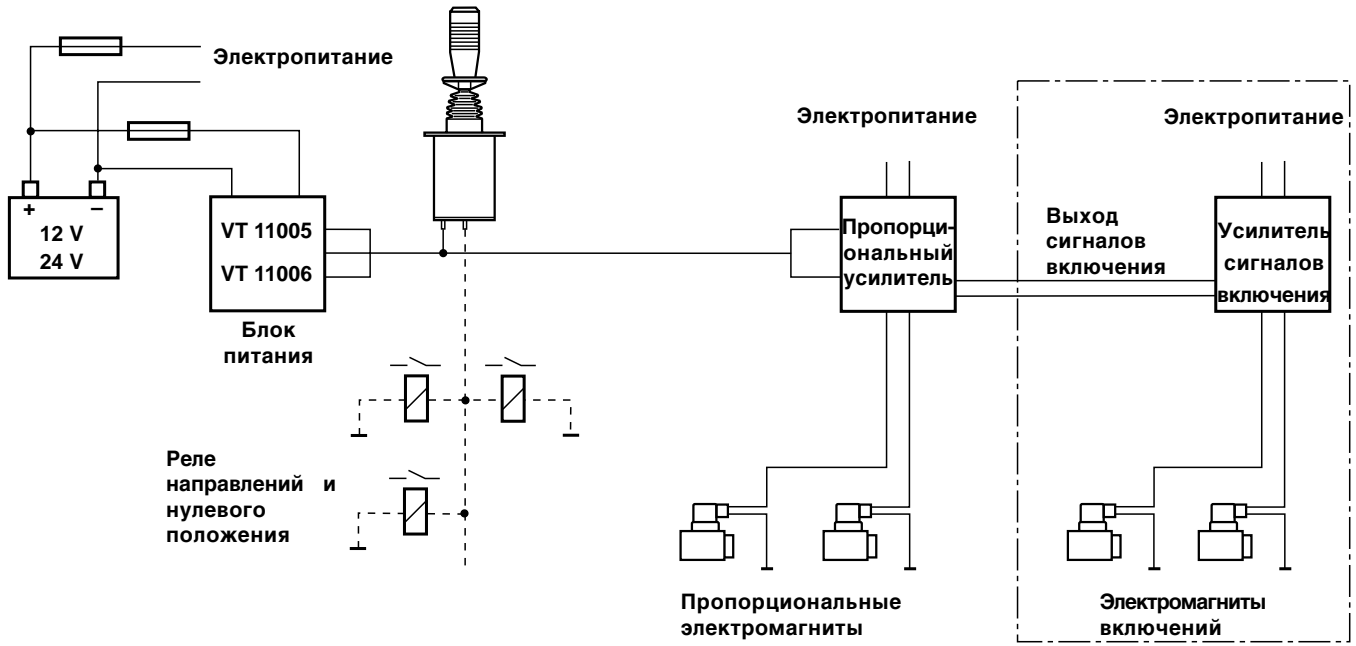 Электропитание
+ –
12 V
24 V
VT 11005
VT 11006
Блок
питания
Реле
направлений и
нулевого
положения
Электропитание
Пропорци-
ональный
усилитель
Пропорциональные
электромагниты
Выход
сигналов
включения
Электропитание
Усилитель
сигналов
включения
Электромагниты
включений